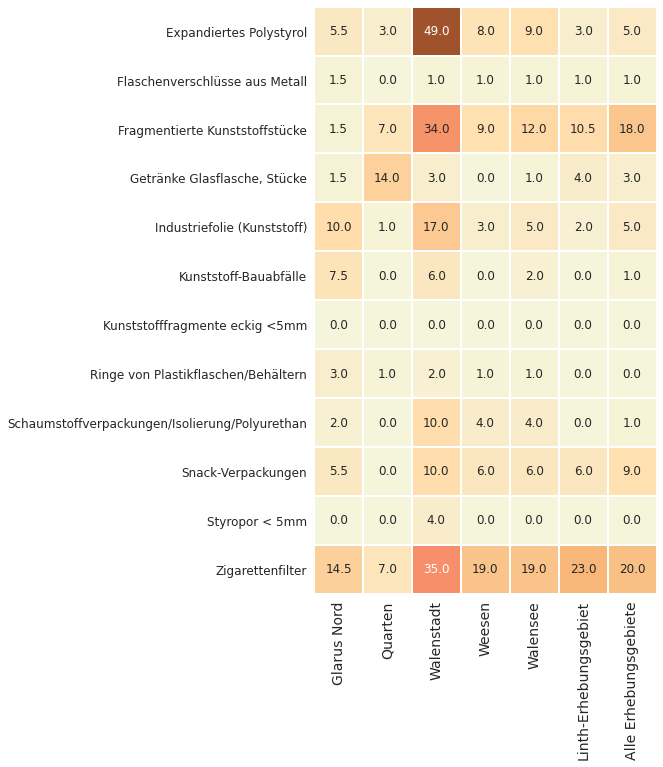 Expandiertes Polystyrol 5.5 3.0 49.0 8.0 9.0 3.0 5.0
Flaschenverschlüsse aus Metall 1.5 0.0 1.0 1.0 1.0 1.0 1.0
Fragmentierte Kunststoffstücke 1.5 7.0 34.0 9.0 12.0 10.5 18.0
Getränke Glasflasche, Stücke 1.5 14.0 3.0 0.0 1.0 4.0 3.0
Industriefolie (Kunststoff) 10.0 1.0 17.0 3.0 5.0 2.0 5.0
Kunststoff-Bauabfälle 7.5 0.0 6.0 0.0 2.0 0.0 1.0
Kunststofffragmente eckig <5mm 0.0 0.0 0.0 0.0 0.0 0.0 0.0
Ringe von Plastikflaschen/Behältern 3.0 1.0 2.0 1.0 1.0 0.0 0.0
Schaumstoffverpackungen/Isolierung/Polyurethan 2.0 0.0 10.0 4.0 4.0 0.0 1.0
Snack-Verpackungen 5.5 0.0 10.0 6.0 6.0 6.0 9.0
Styropor < 5mm 0.0 0.0 4.0 0.0 0.0 0.0 0.0
Zigarettenfilter 14.5 7.0 35.0 19.0 19.0 23.0 20.0
Glarus Nord
Quarten
Walenstadt
Weesen
Walensee
Linth-Erhebungsgebiet
Alle Erhebungsgebiete